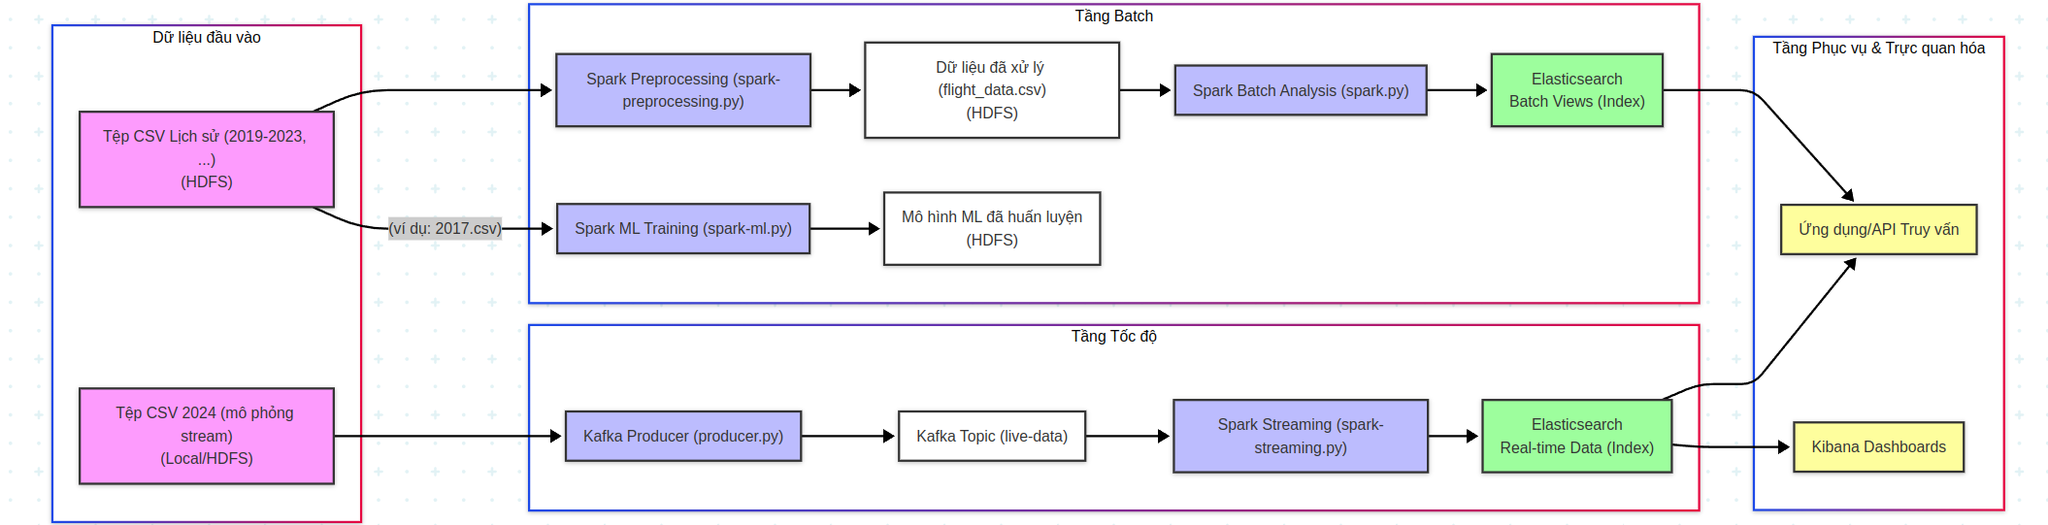 Dữ liệu đầu vào
Tệp CSV Lịch sử (2019-2023,
...)
(HDFS)
(ví dụ: 2017.csv)
Tệp CSV 2024 (mô phỏng
stream)
(Local/HDFS)
Tầng Batch
Spark Preprocessing (spark-
preprocessing.py)
Dữ liệu đã xử lý
(flight_data.csv)
(HDFS)
Spark Batch Analysis (spark.py)
Elasticsearch
Batch Views (Index)
Spark ML Training (spark-ml.py)
Mô hình ML đã huấn luyện
(HDFS)
Tầng Tốc độ
Kafka Producer (producer.py)
Kafka Topic (live-data)
Spark Streaming (spark-
streaming.py)
Elasticsearch
Real-time Data (Index)
Tầng Phục vụ & Trực quan hóa
Ứng dụng/API Truy vấn
Kibana Dashboards